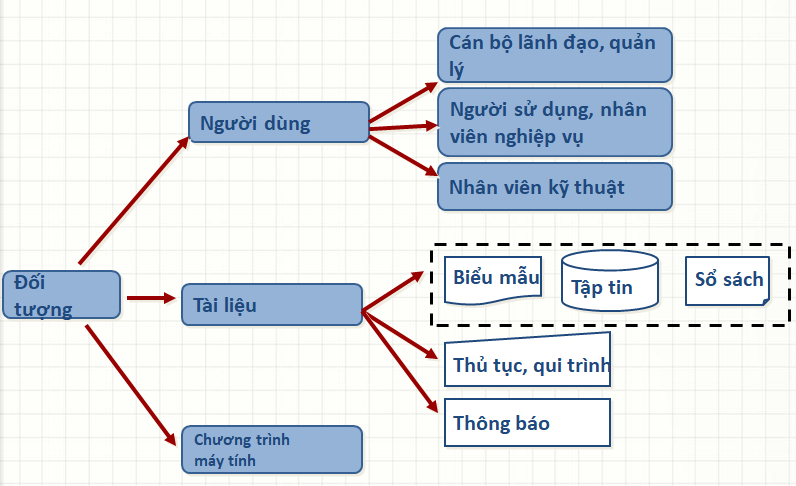 Cán bộ lãnh đạo, quản
lý
Người dùng
Người sử dụng, nhân
viên nghiệp vụ
Nhân viên kỹ thuật
Đối
tượng
Tài liệu
Biểu mẫu
Tập tin
Sổ sách
Thủ tục, qui trình
Thông báo
Chương trình
máy tính